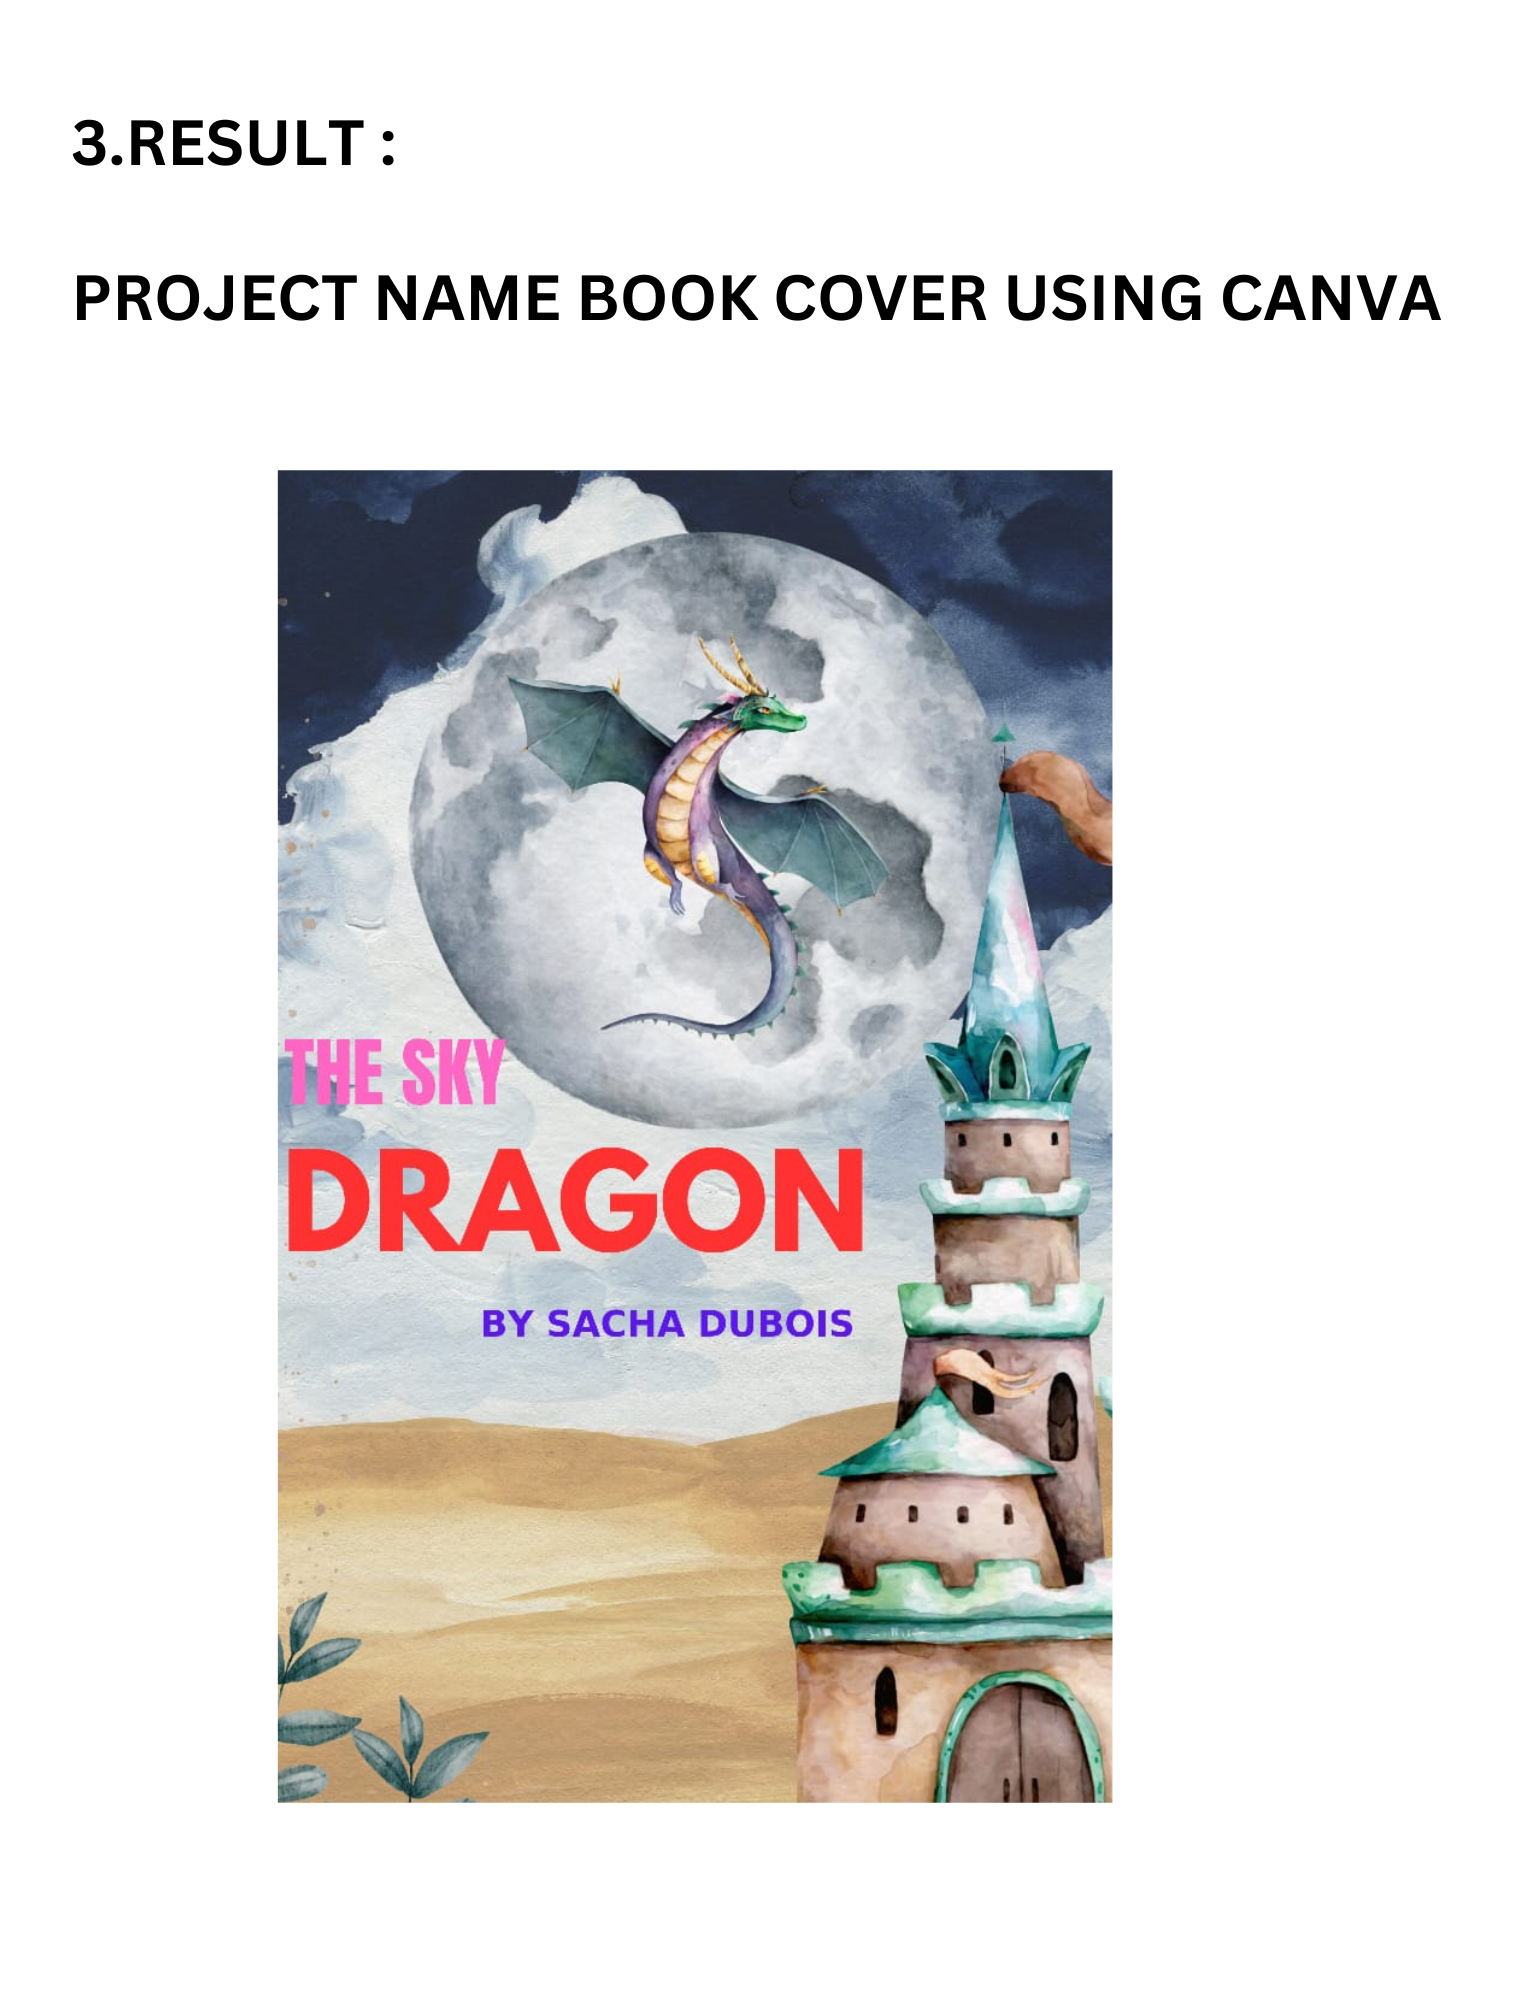 3.RESULT :
PROJECT NAME BOOK COVER USING CANVA
THE SKY
DRAGON
BY SACHA DUBOIS